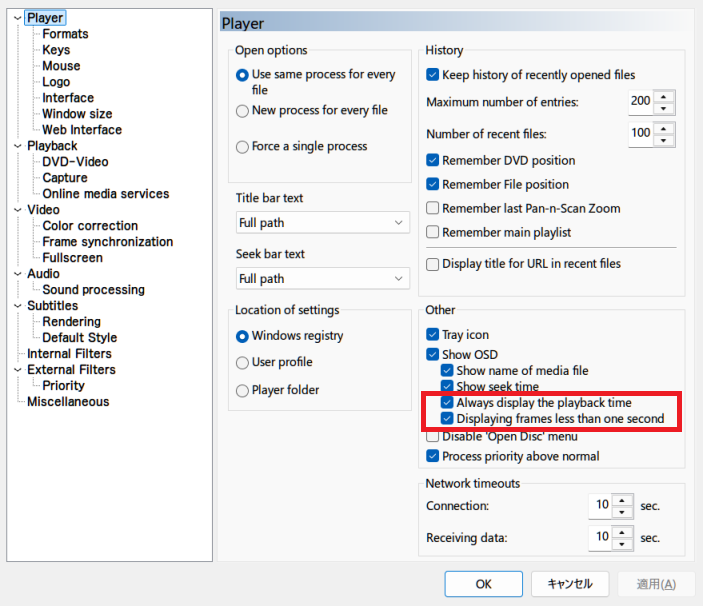 Player
Formats
Keys
Mouse
Logo
Interface
Window size
Web Interface
Playback
DVD-Video
Capture
Online media services
Video
Color correction
Frame synchronization
Fullscreen
Audio
Sound processing
Subtitles
Rendering
Default Style
Internal Filters
External Filters
Priority
Miscellaneous
Player
Open options
Use same process for every
file
New process for every file
Force a single process
Title bar text
Full path
Seek bar text
Full path
Location of settings
Windows registry
User profile
Player folder
History
Keep history of recently opened files
Maximum number of entries: 200
Number of recent files: 100
Remember DVD position
Remember File position
Remember last Pan-n-Scan Zoom
Remember main playlist
Display title for URL in recent files
Other
Tray icon
Show OSD
Show name of media file
Show seek time
Always display the playback time
Displaying frames less than one second
Disable 'Open Disc' menu
Process priority above normal
Network timeouts
Connection: 10 sec.
Receiving data: 10 sec.
OK キャンセル 適用(A)